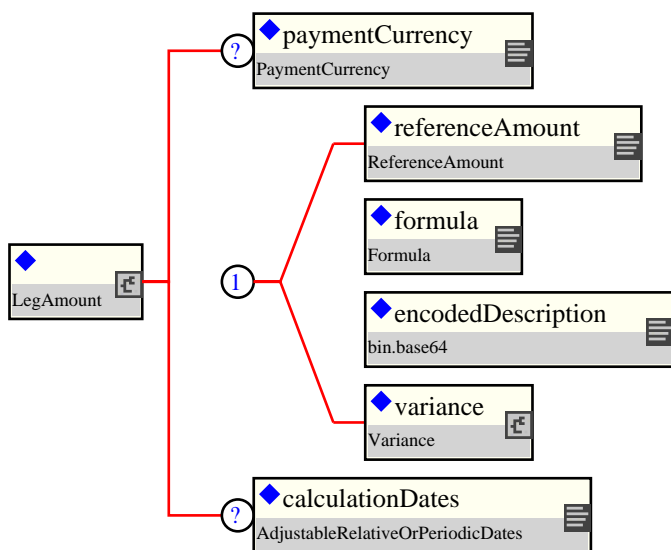 ?
paymentCurrency
PaymentCurrency
referenceAmount
ReferenceAmount
formula
Formula
LegAmount
1
encodedDescription
bin.base64
variance
Variance
?
calculationDates
AdjustableRelativeOrPeriodicDates